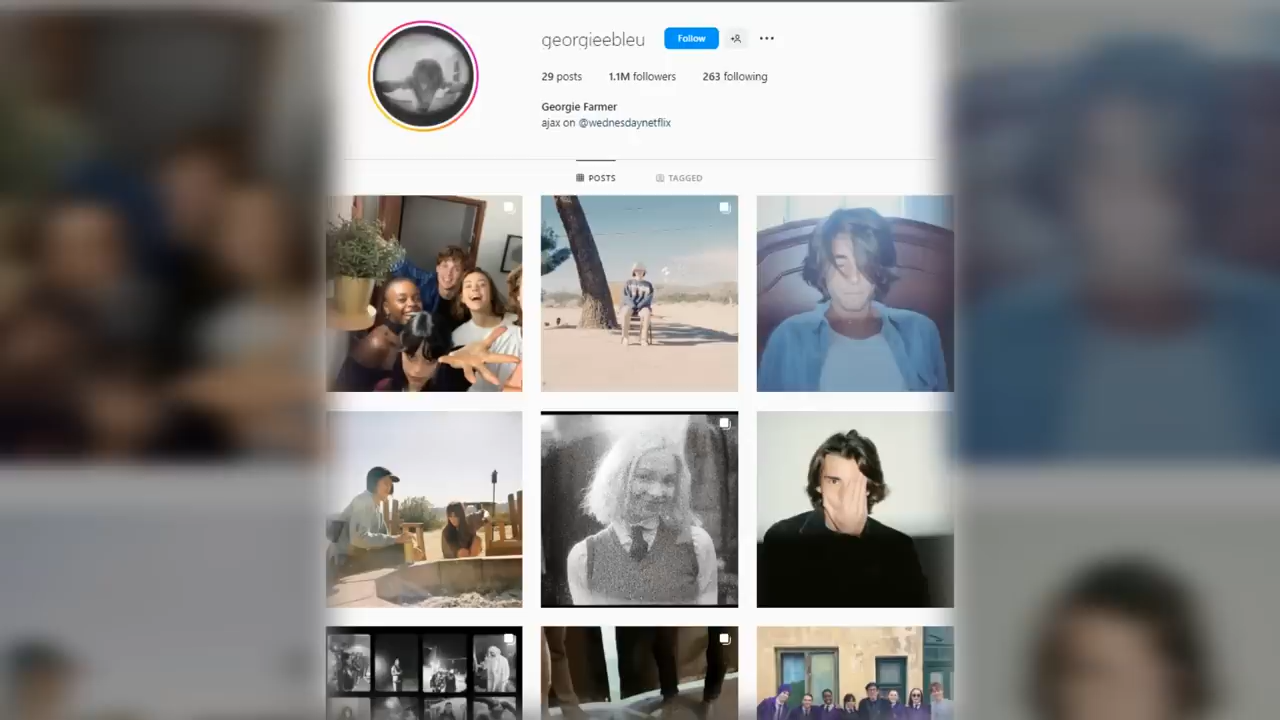 georgieebleu
Follow
29 posts
1.1M followers
263 following
Georgie Farmer
ajax on @wednesdaynetflix
POSTS
TAGGED